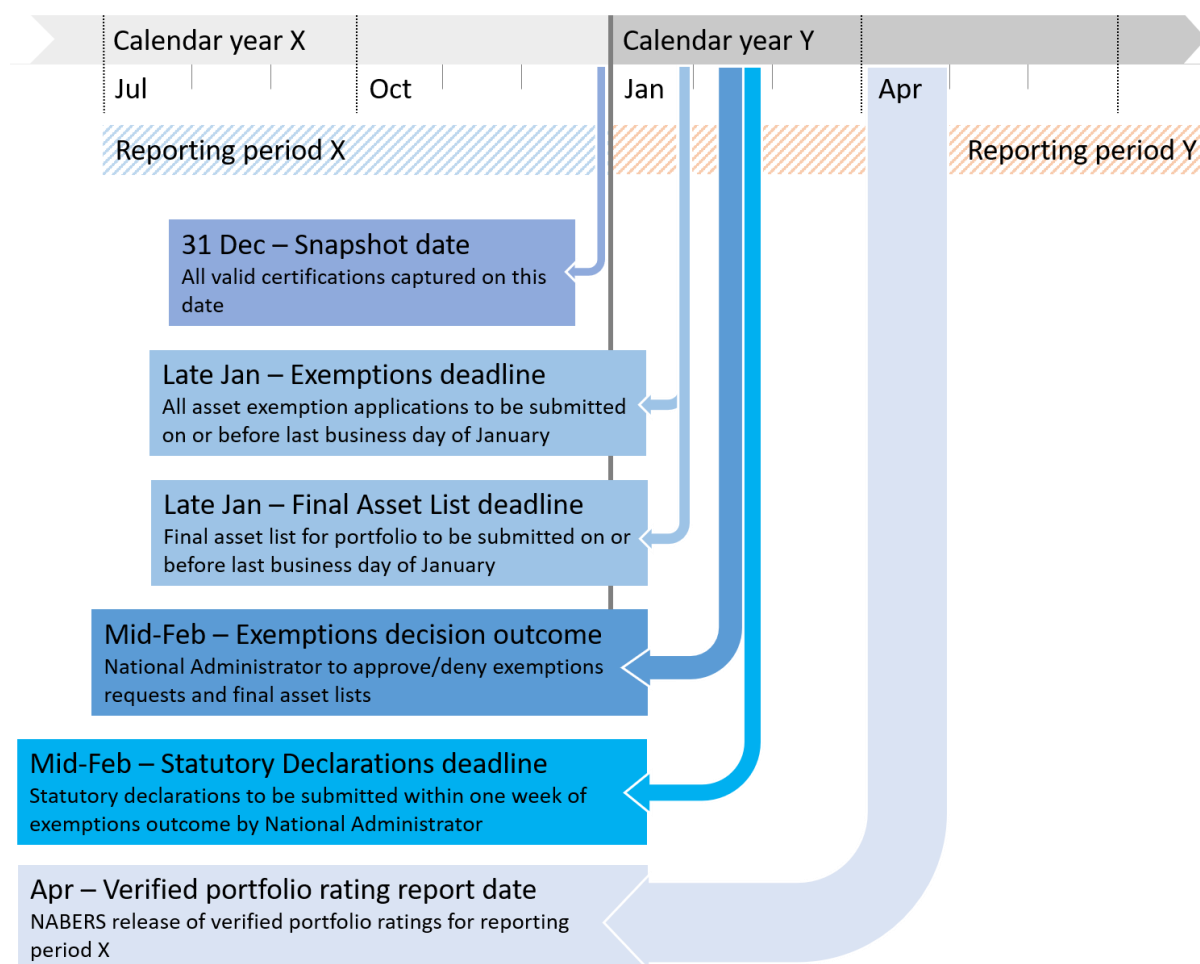 Calendar year X
Calendar year Y
Jul
Oct
Jan
Apr
Reporting period X
Reporting period Y
31 Dec – Snapshot date
All valid certifications captured on this
date
Late Jan – Exemptions deadline
All asset exemption applications to be submitted
on or before last business day of January
Late Jan – Final Asset List deadline
Final asset list for portfolio to be submitted on or
before last business day of January
Mid-Feb – Exemptions decision outcome
National Administrator to approve/deny exemptions
requests and final asset lists
Mid-Feb – Statutory Declarations deadline
Statutory declarations to be submitted within one week of
exemptions outcome by National Administrator
Apr – Verified portfolio rating report date
NABERS release of verified portfolio ratings for reporting
period X